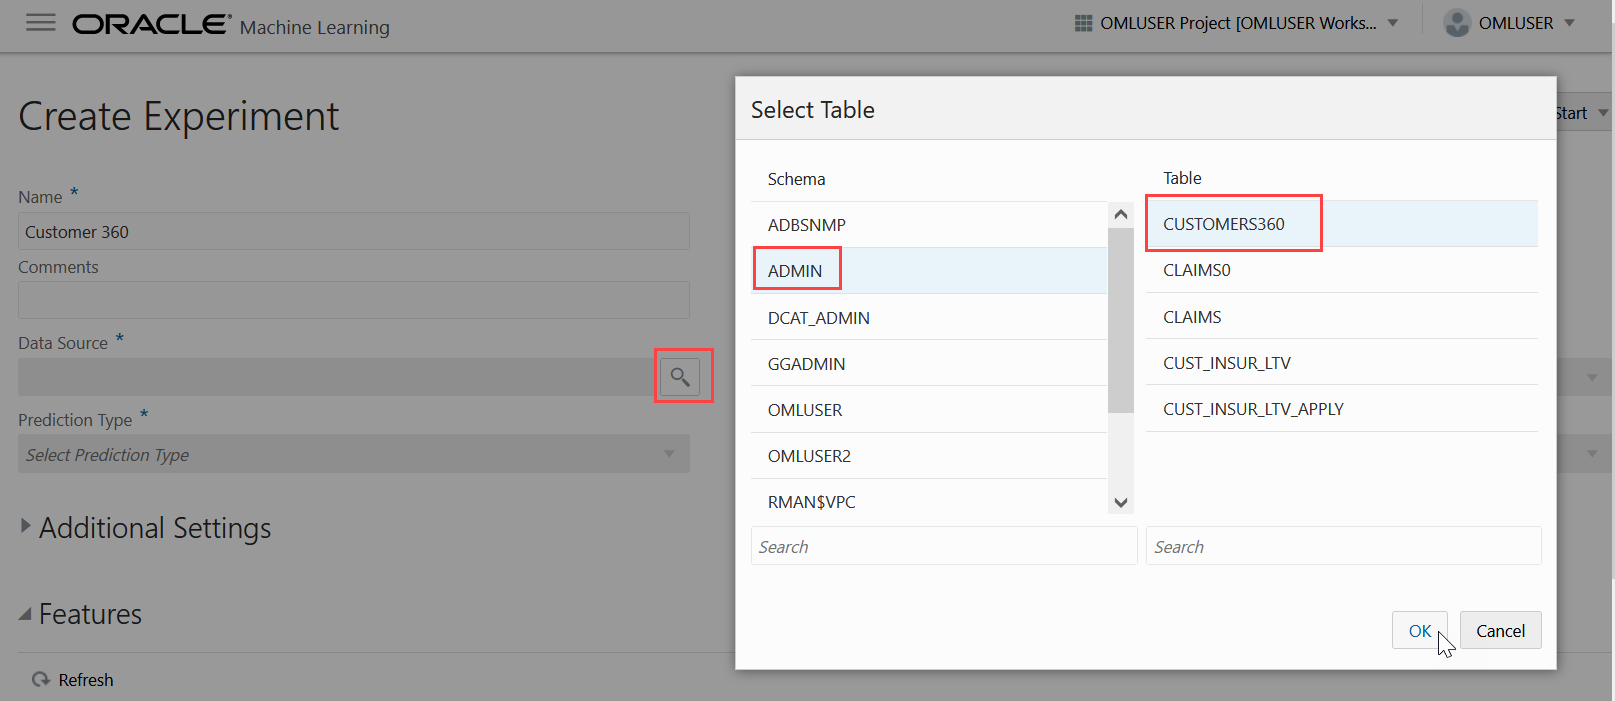 ORACLE® Machine Learning
OMLUSER Project [OMLUSER Works...
OMLUSER
Create Experiment
Start
Name *
Customer 360
Comments
Data Source *
Prediction Type *
Select Prediction Type
Additional Settings
Features
Refresh
Select Table
Schema
ADBSNMP
ADMIN
DCAT_ADMIN
GGADMIN
OMLUSER
OMLUSER2
RMAN$VPC
Search
Table
CUSTOMERS360
CLAIMS0
CLAIMS
CUST_INSUR_LTV
CUST_INSUR_LTV_APPLY
Search
OK
Cancel